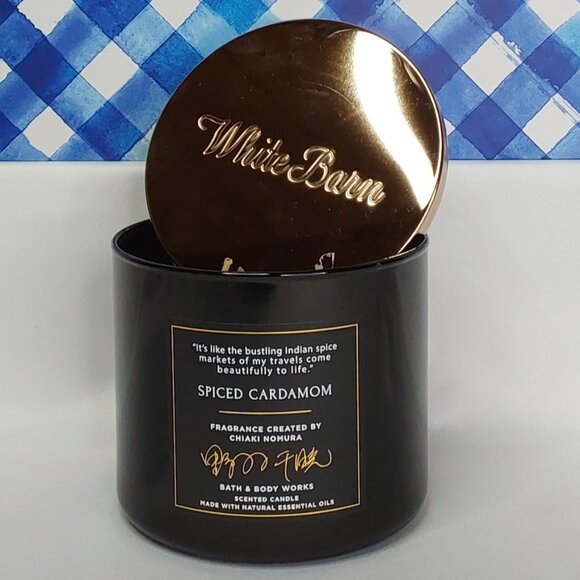 White Barn
"It's like the bustling Indian spice
markets of my travels come
beautifully to life."
SPICED CARDAMOM
FRAGRANCE CREATED BY
CHIAKI NOMURA
BATH & BODY WORKS
SCENTED CANDLE
MADE WITH NATURAL ESSENTIAL OILS